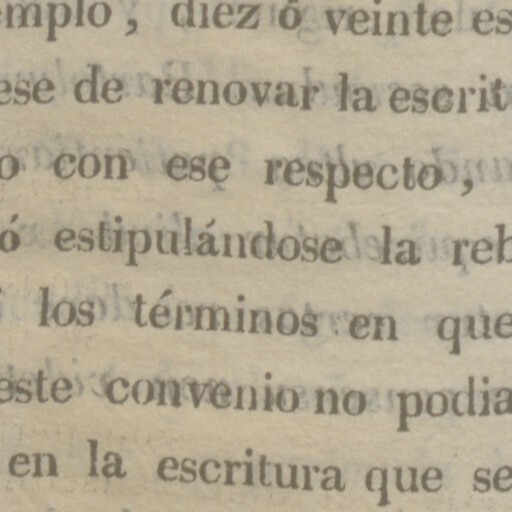 emplo, diez ó veinte es
ese de renovar la escrit
o con ese respecto,
ó estipulándose la reb
los términos en que
este convenio no podia
en la escritura que se